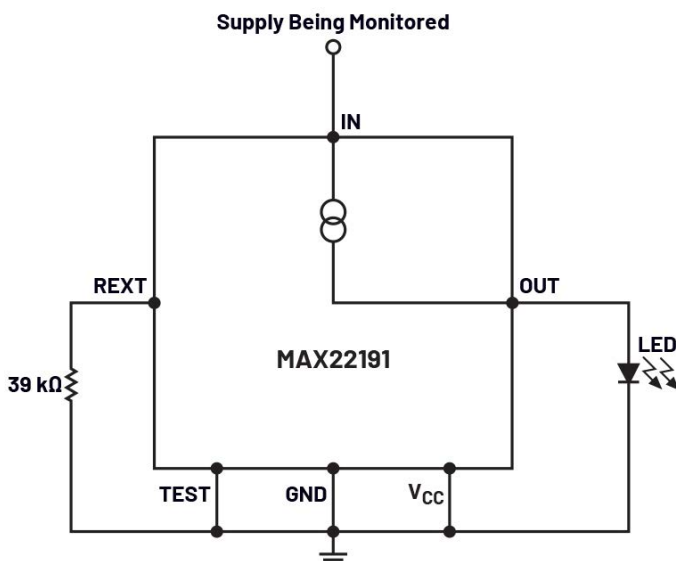 Supply Being Monitored
IN
REXT
OUT
MAX22191
LED
39 kΩ
TEST
GND
VCC